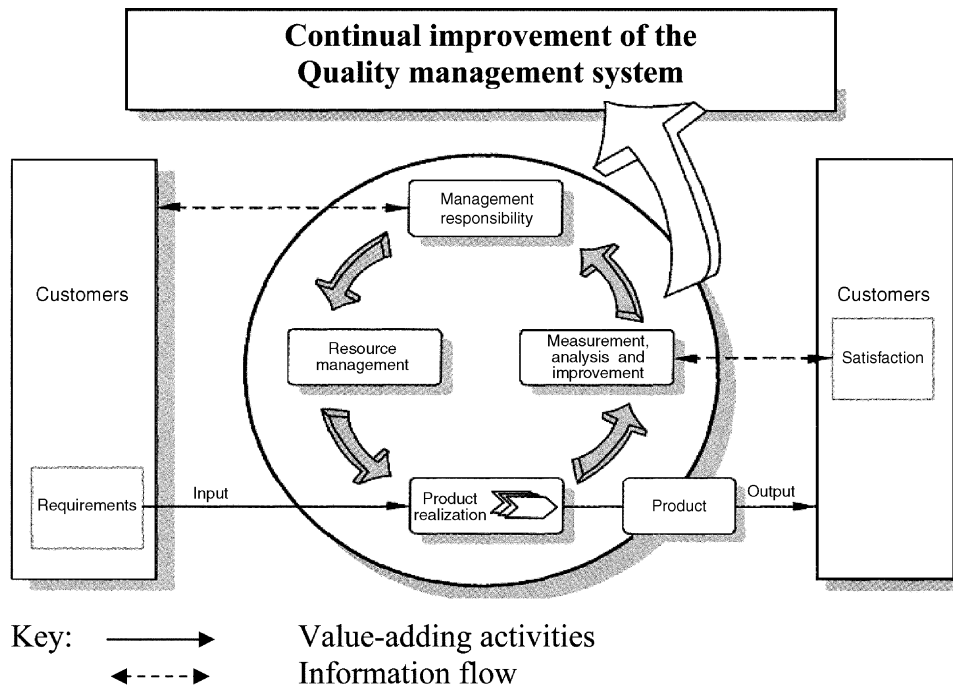 Continual improvement of the
Quality management system
Management
responsibility
Customers
Customers
Resource
management
Measurement,
analysis and
improvement
Satisfaction
Requirements
Input
Product
realization
Product
Output
Key:
Value-adding activities
Information flow